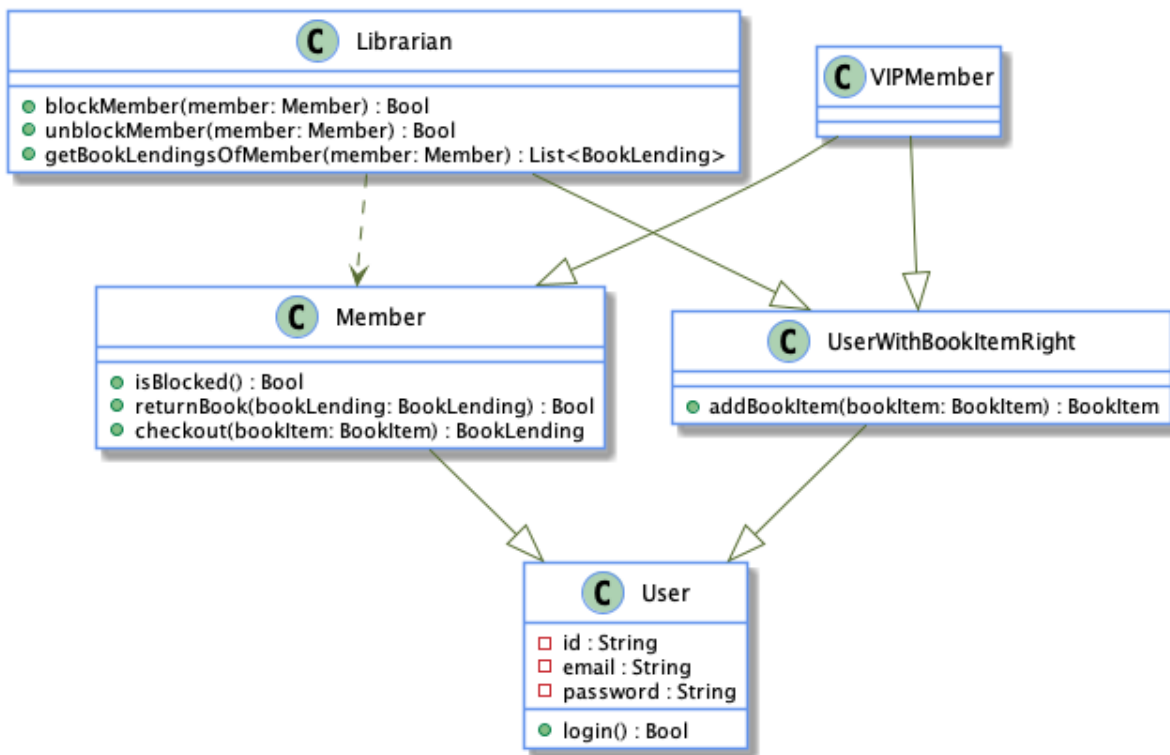 C Librarian
blockMember(member: Member) : Bool
unblockMember(member: Member) : Bool
getBookLendingsOfMember(member: Member) : List<BookLending>
C VIPMember
C Member
isBlocked() : Bool
returnBook(bookLending: BookLending) : Bool
checkout(bookItem: BookItem) : BookLending
C UserWithBookItemRight
addBookItem(bookItem: BookItem) : BookItem
C User
id : String
email : String
password : String
login() : Bool